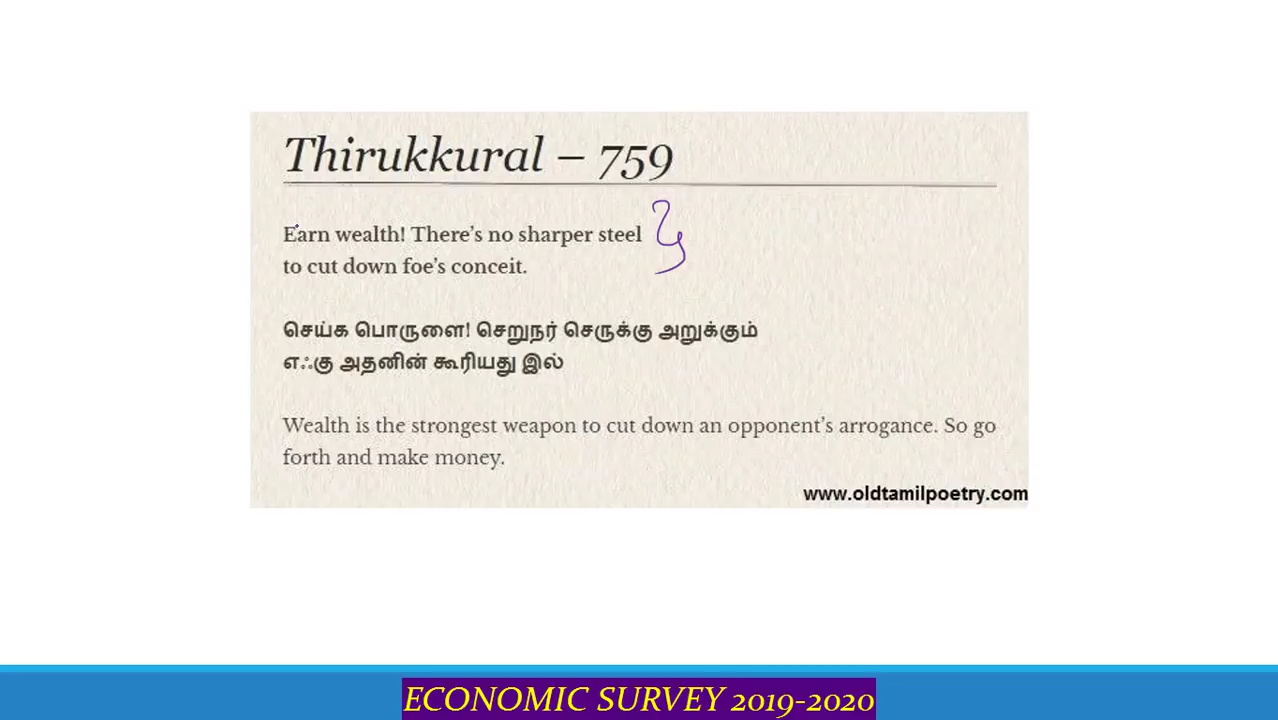 Thirukkural – 759
Earn wealth! There's no sharper steel
to cut down foe's conceit.
செய்க பொருளை! செறுநர் செருக்கு அறுக்கும்
எஃகு அதனின் கூரியது இல்
Wealth is the strongest weapon to cut down an opponent's arrogance. So go
forth and make money.
www.oldtamilpoetry.com
ECONOMIC SURVEY 2019-2020